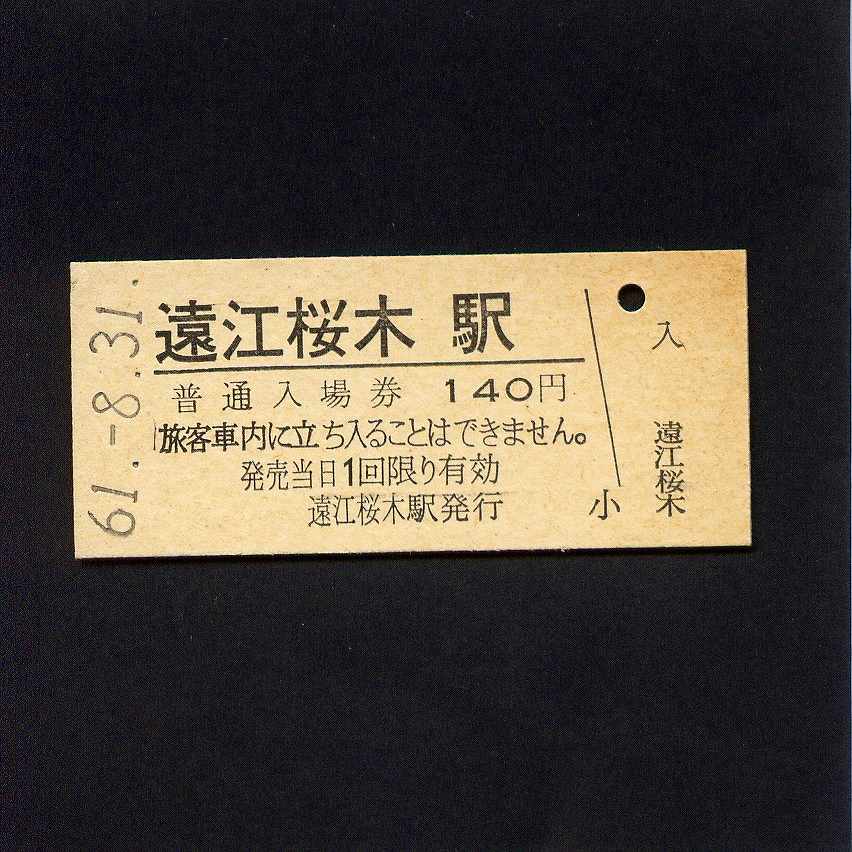 61.-8.31.
遠江桜木駅
普通入場券 140円
旅客車内に立ち入ることはできません。
発売当日1回限り有効
遠江桜木駅発行
小
入
遠江桜木